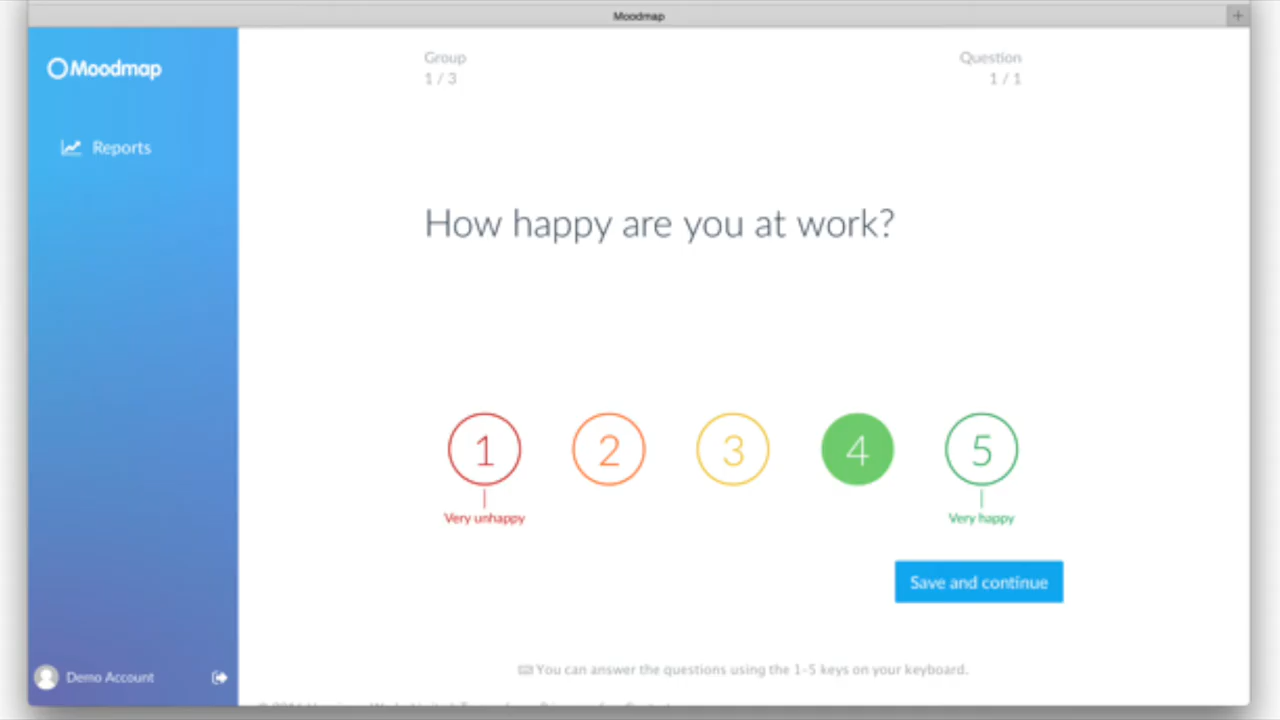 Moodmap
Moodmap
Group
1 / 3
Question
1 / 1
Reports
How happy are you at work?
1 2 3 4 5
Very unhappy
Very happy
Save and continue
You can answer the questions using the 1-5 keys on your keyboard.
Demo Account